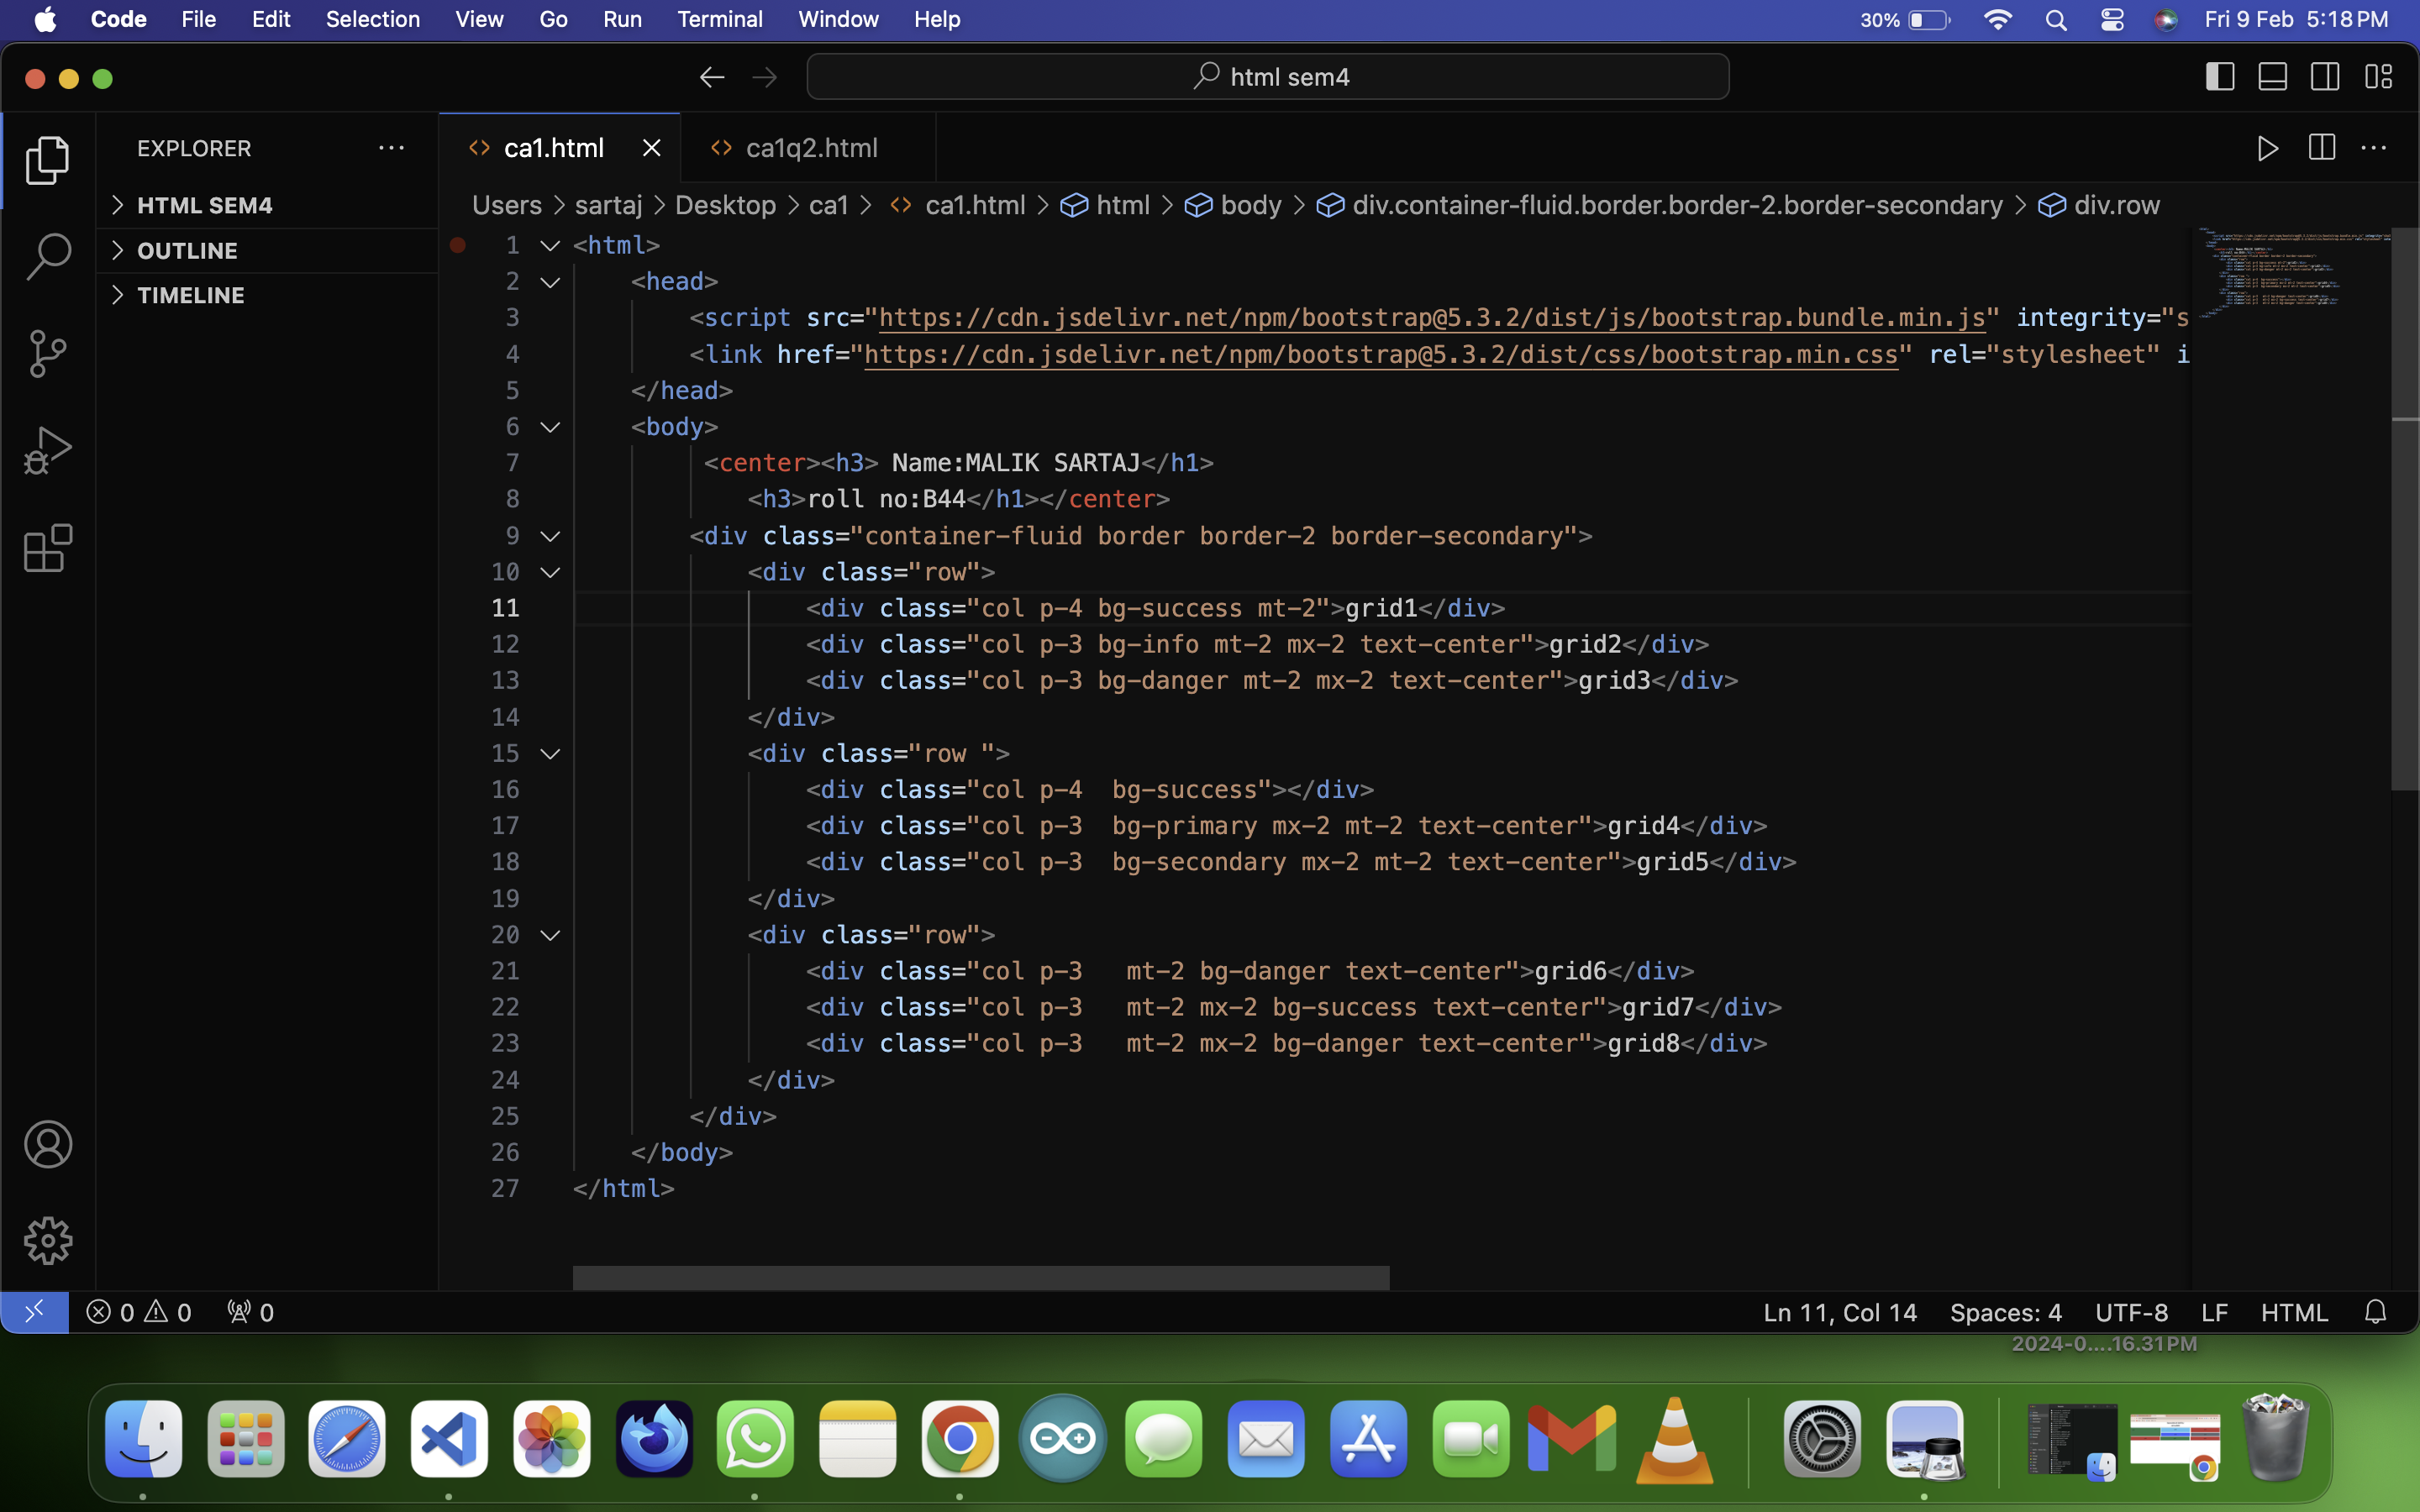 Code File Edit Selection View Go Run Terminal Window Help 30% Fri 9 Feb 5:18 PM
html sem4
EXPLORER
HTML SEM4
OUTLINE
TIMELINE
ca1.html ca1q2.html
Users > sartaj > Desktop > ca1 > <> ca1.html > html > body > div.container-fluid.border.border-2.border-secondary > div.row
1 <html>
2     <head>
3         <script src="https://cdn.jsdelivr.net/npm/bootstrap@5.3.2/dist/js/bootstrap.bundle.min.js" integrity="s
4         <link href="https://cdn.jsdelivr.net/npm/bootstrap@5.3.2/dist/css/bootstrap.min.css" rel="stylesheet" i
5     </head>
6     <body>
7          <center><h3> Name:MALIK SARTAJ</h1>
8             <h3>roll no:B44</h1></center>
9         <div class="container-fluid border border-2 border-secondary">
10             <div class="row">
11                 <div class="col p-4 bg-success mt-2">grid1</div>
12                 <div class="col p-3 bg-info mt-2 mx-2 text-center">grid2</div>
13                 <div class="col p-3 bg-danger mt-2 mx-2 text-center">grid3</div>
14             </div>
15             <div class="row ">
16                 <div class="col p-4  bg-success"></div>
17                 <div class="col p-3  bg-primary mx-2 mt-2 text-center">grid4</div>
18                 <div class="col p-3  bg-secondary mx-2 mt-2 text-center">grid5</div>
19             </div>
20             <div class="row">
21                 <div class="col p-3   mt-2 bg-danger text-center">grid6</div>
22                 <div class="col p-3   mt-2 mx-2 bg-success text-center">grid7</div>
23                 <div class="col p-3   mt-2 mx-2 bg-danger text-center">grid8</div>
24             </div>
25         </div>
26     </body>
27 </html>
0 0 0 Ln 11, Col 14 Spaces: 4 UTF-8 LF HTML
2024-0....16.31 PM